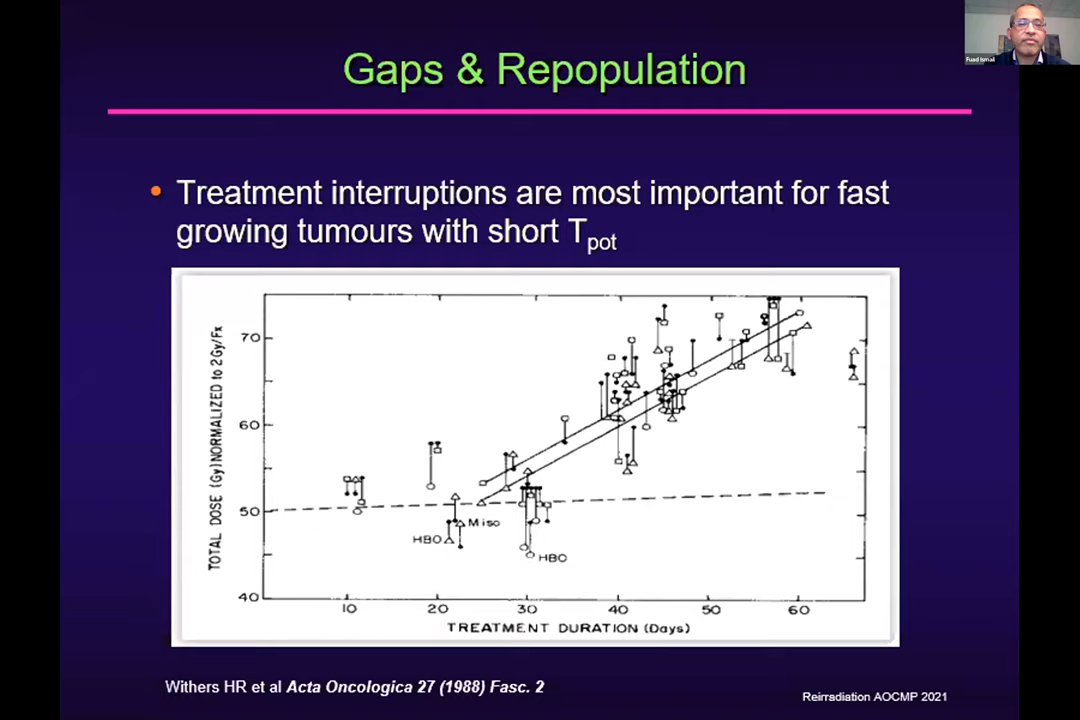 Fuad Ismail
Gaps & Repopulation
• Treatment interruptions are most important for fast
growing tumours with short Tpot
TOTAL DOSE (Gy) NORMALIZED to 2Gy/Fx
70
60
50
40
Miso
HBO
HBO
10 20 30 40 50 60
TREATMENT DURATION (Days)
Withers HR et al Acta Oncologica 27 (1988) Fasc. 2
Reirradiation AOCMP 2021